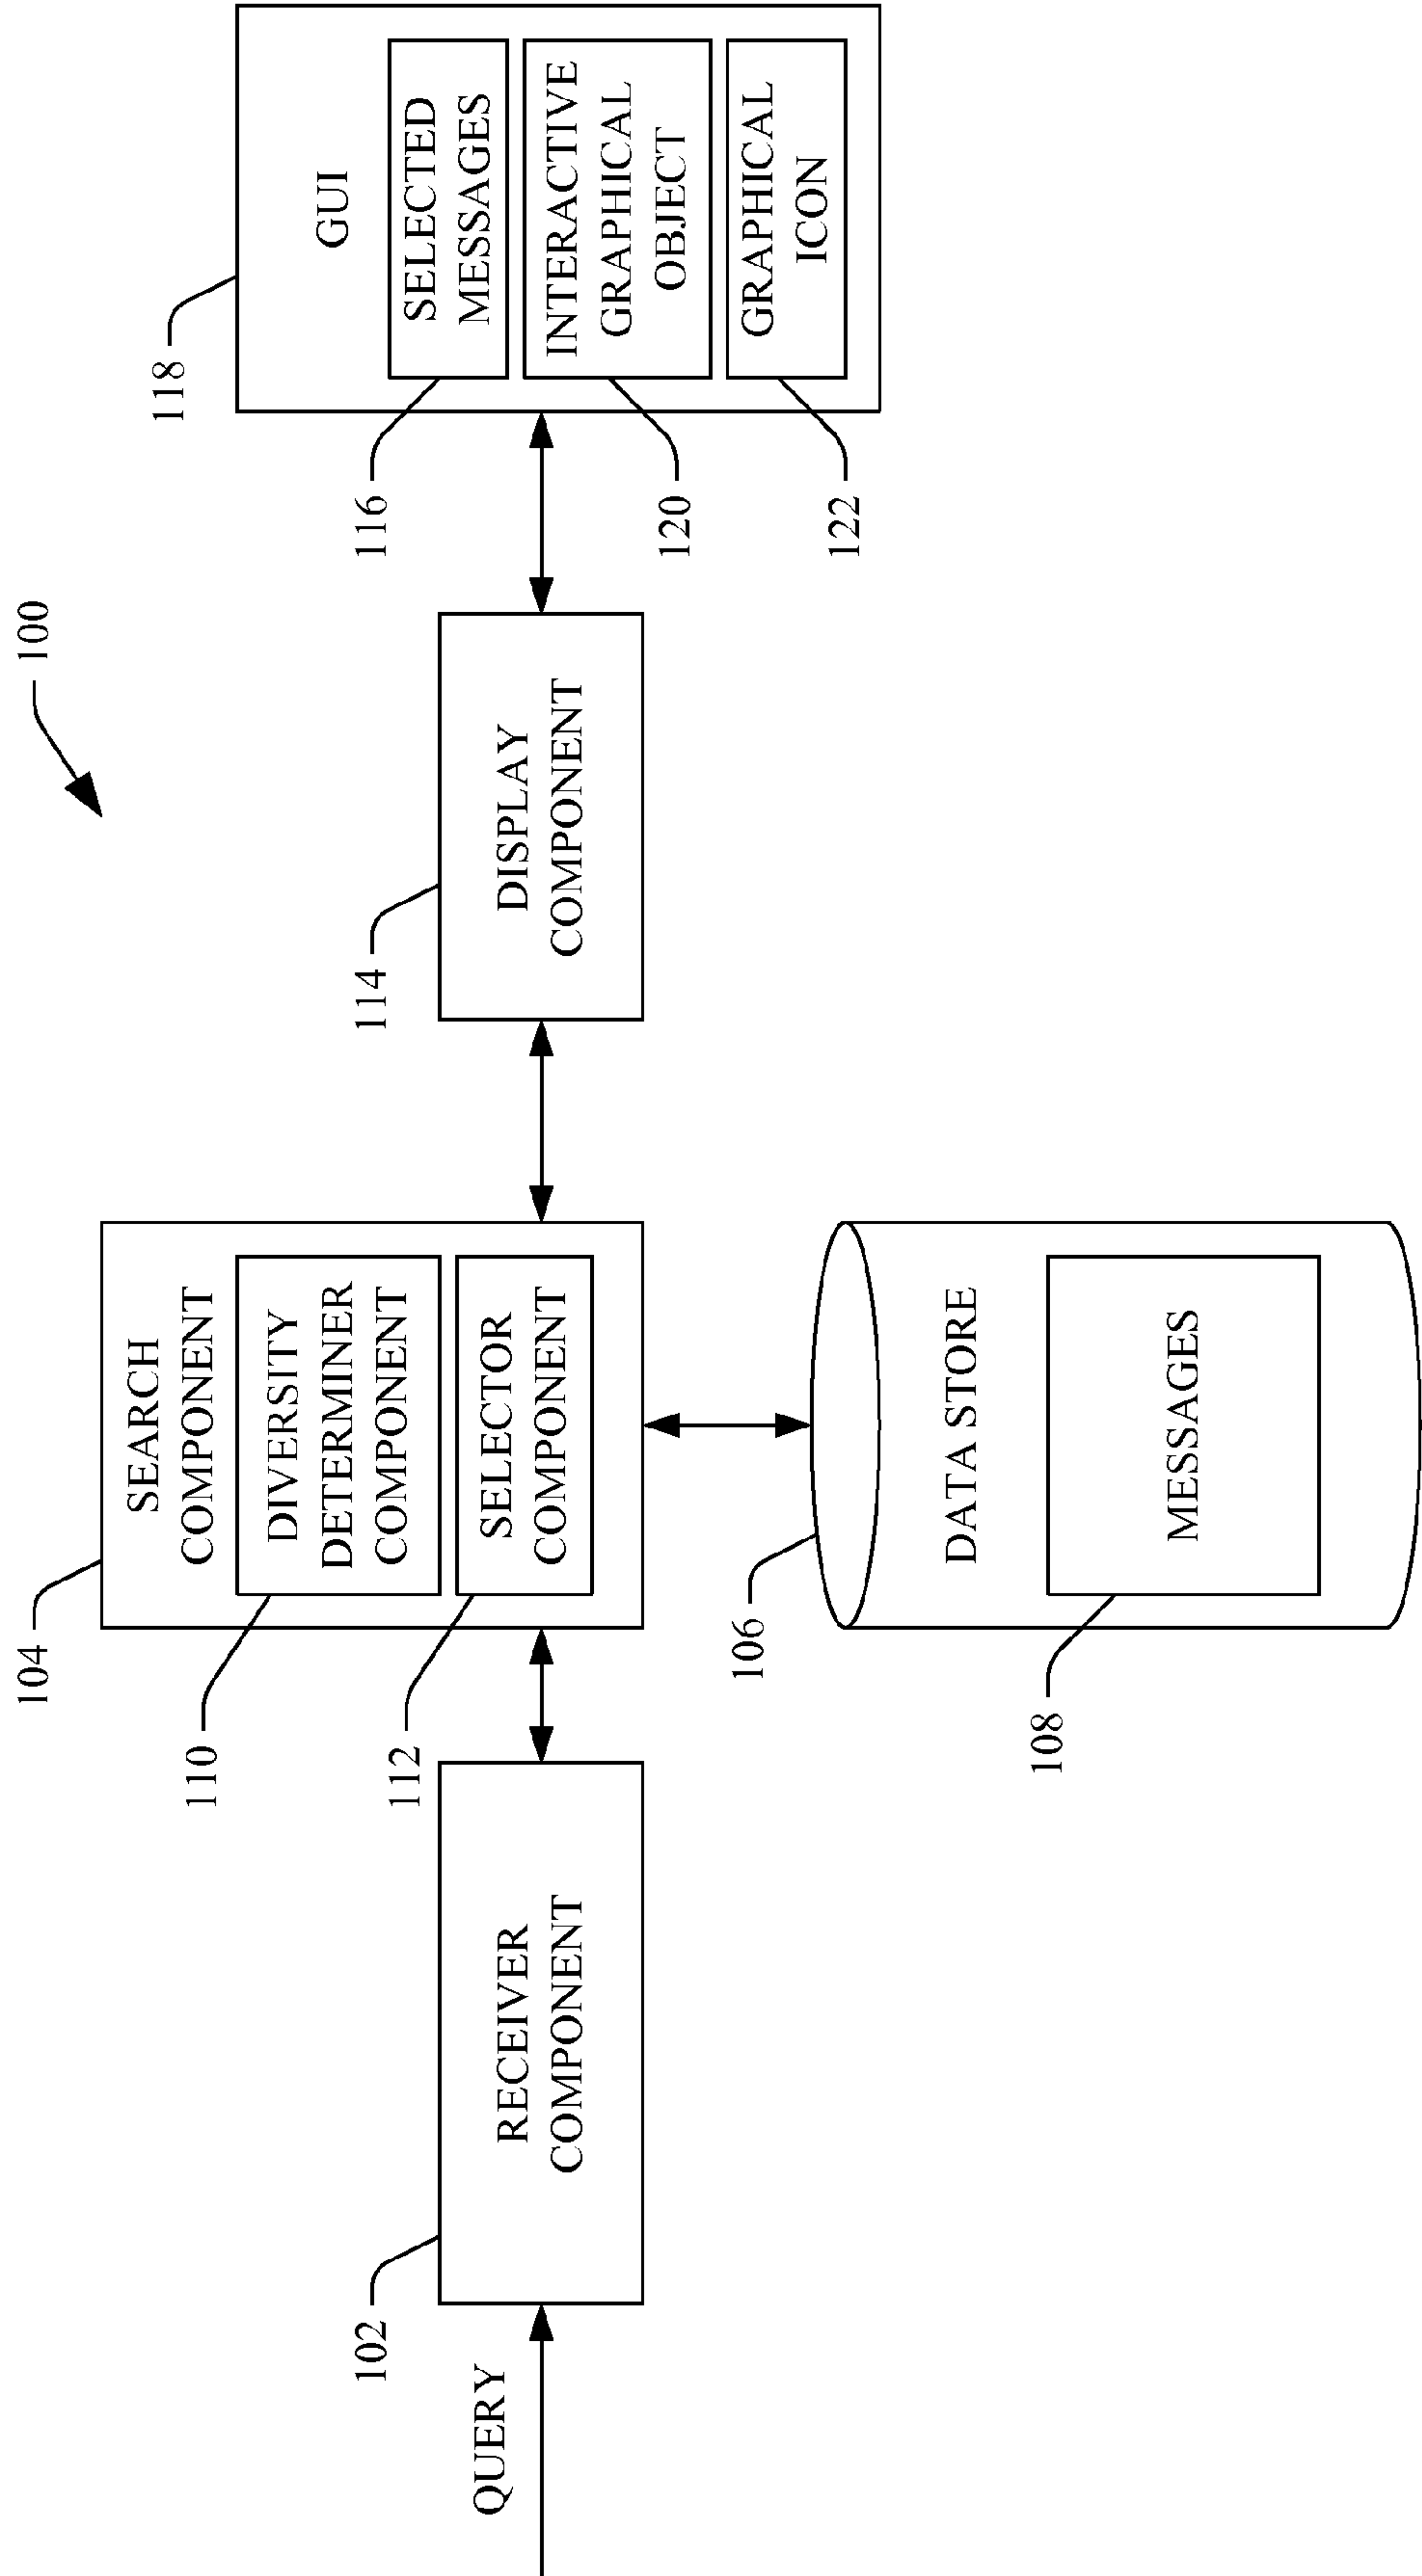 100
QUERY
102
RECEIVER
COMPONENT
104
SEARCH
COMPONENT
110
DIVERSITY
DETERMINER
COMPONENT
112
SELECTOR
COMPONENT
106
DATA STORE
108
MESSAGES
114
DISPLAY
COMPONENT
118
GUI
116
SELECTED
MESSAGES
120
INTERACTIVE
GRAPHICAL
OBJECT
122
GRAPHICAL
ICON